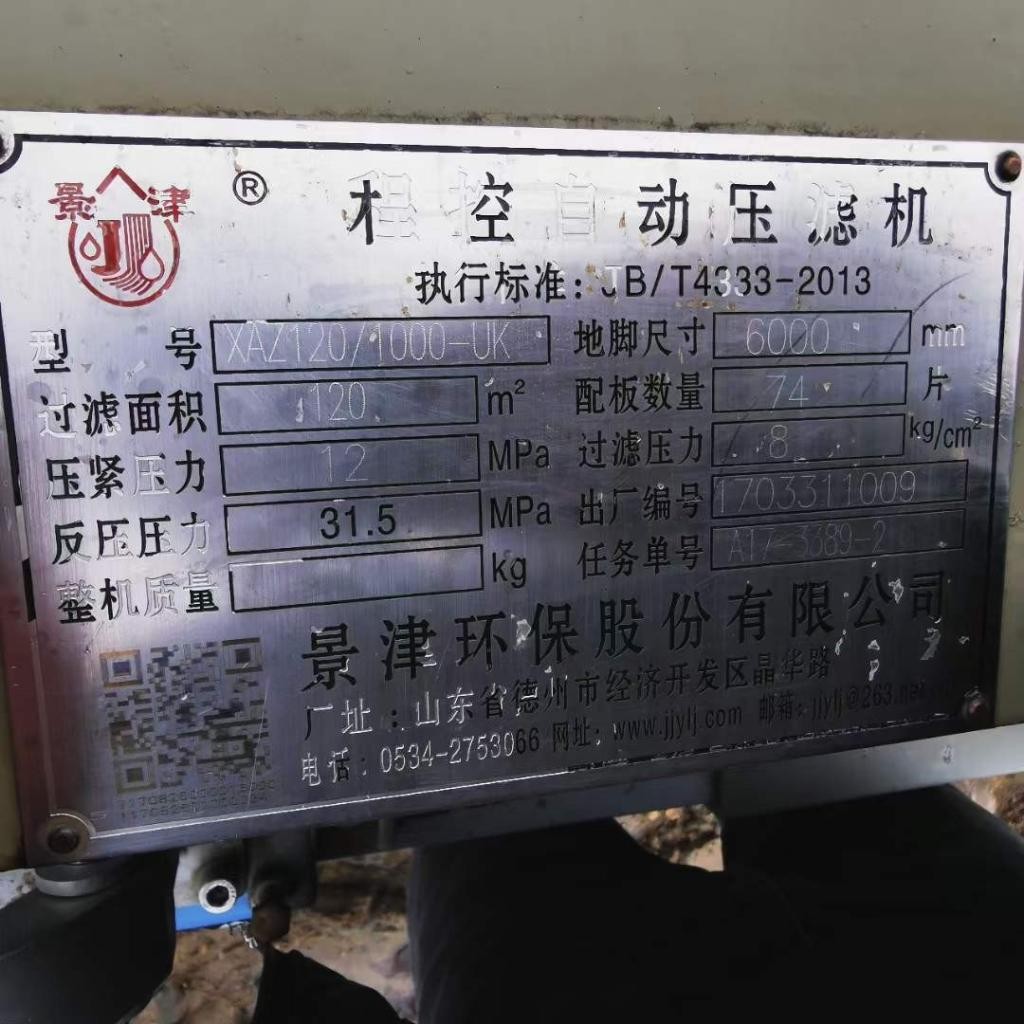 景津 ® 程控自动压滤机
执行标准：JB/T4333-2013
型号 XAZ120/1000-UK 地脚尺寸 6000 mm
过滤面积 120 m² 配板数量 74 片
压紧压力 12 MPa 过滤压力 8 kg/cm²
反压压力 31.5 MPa 出厂编号 1703311009
整机质量 kg 任务单号
景津环保股份有限公司
厂址：山东省德州市经济开发区晶华路
电话：0534-2753066 网址：www.jjylj.com 邮箱：jjylj@263.net